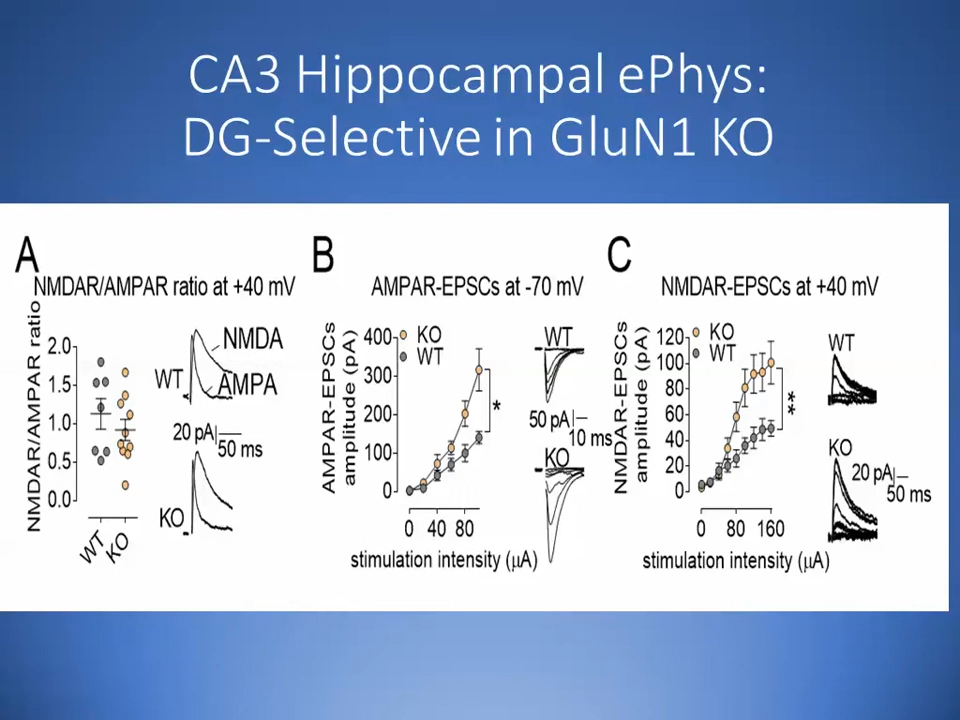 CA3 Hippocampal ePhys:
DG-Selective in GluN1 KO
A
NMDAR/AMPAR ratio at +40 mV
NMDAR/AMPAR ratio
2.0
1.5
1.0
0.5
0.0
WT
KO
WT
NMDA
AMPA
20 pA
50 ms
KO
B
AMPAR-EPSCs at -70 mV
AMPAR-EPSCs
amplitude (pA)
400
300
200
100
0
KO
WT
*
0 40 80
stimulation intensity (μA)
WT
50 pA
10 ms
KO
C
NMDAR-EPSCs at +40 mV
NMDAR-EPSCs
amplitude (pA)
120
100
80
60
40
20
0
KO
WT
**
0 80 160
stimulation intensity (μA)
WT
KO
20 pA
50 ms